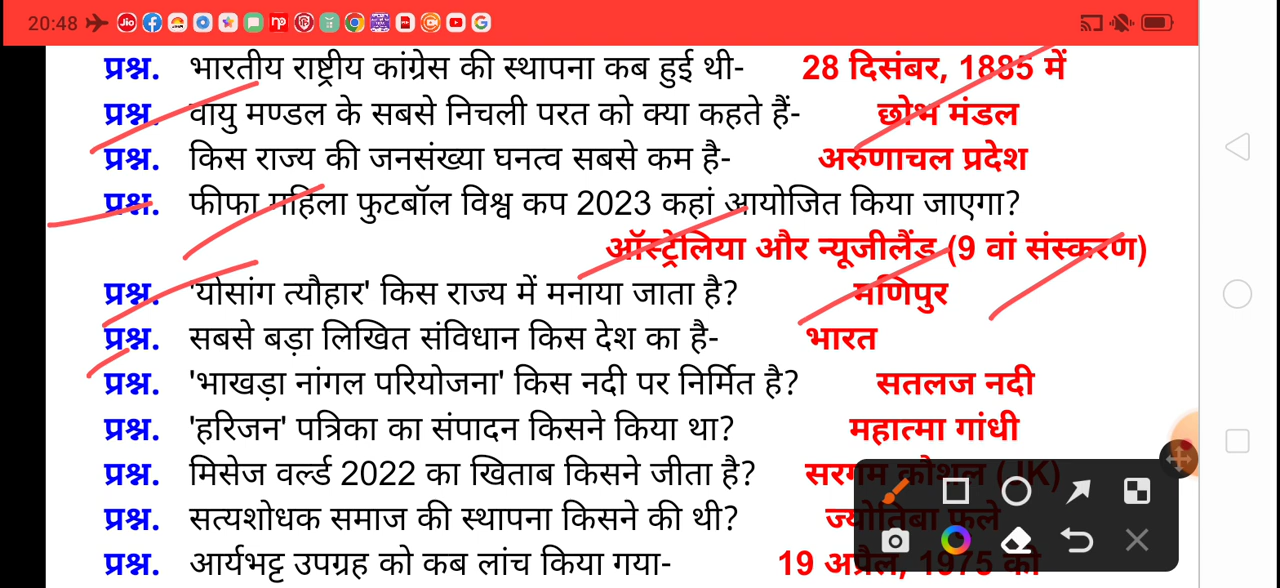 20:48
प्रश्न. भारतीय राष्ट्रीय कांग्रेस की स्थापना कब हुई थी- 28 दिसंबर, 1885 में
प्रश्न. वायु मण्डल के सबसे निचली परत को क्या कहते हैं- छोभ मंडल
प्रश्न. किस राज्य की जनसंख्या घनत्व सबसे कम है- अरुणाचल प्रदेश
प्रश्न. फीफा महिला फुटबॉल विश्व कप 2023 कहां आयोजित किया जाएगा?
ऑस्ट्रेलिया और न्यूजीलैंड (9 वां संस्करण)
प्रश्न. 'योसांग त्यौहार' किस राज्य में मनाया जाता है? मणिपुर
प्रश्न. सबसे बड़ा लिखित संविधान किस देश का है- भारत
प्रश्न. 'भाखड़ा नांगल परियोजना' किस नदी पर निर्मित है? सतलज नदी
प्रश्न. 'हरिजन' पत्रिका का संपादन किसने किया था? महात्मा गांधी
प्रश्न. मिसेज वर्ल्ड 2022 का खिताब किसने जीता है? सरगम कौशल (JK)
प्रश्न. सत्यशोधक समाज की स्थापना किसने की थी? ज्योतिबा फुले
प्रश्न. आर्यभट्ट उपग्रह को कब लांच किया गया- 19 अप्रैल, 1975 को